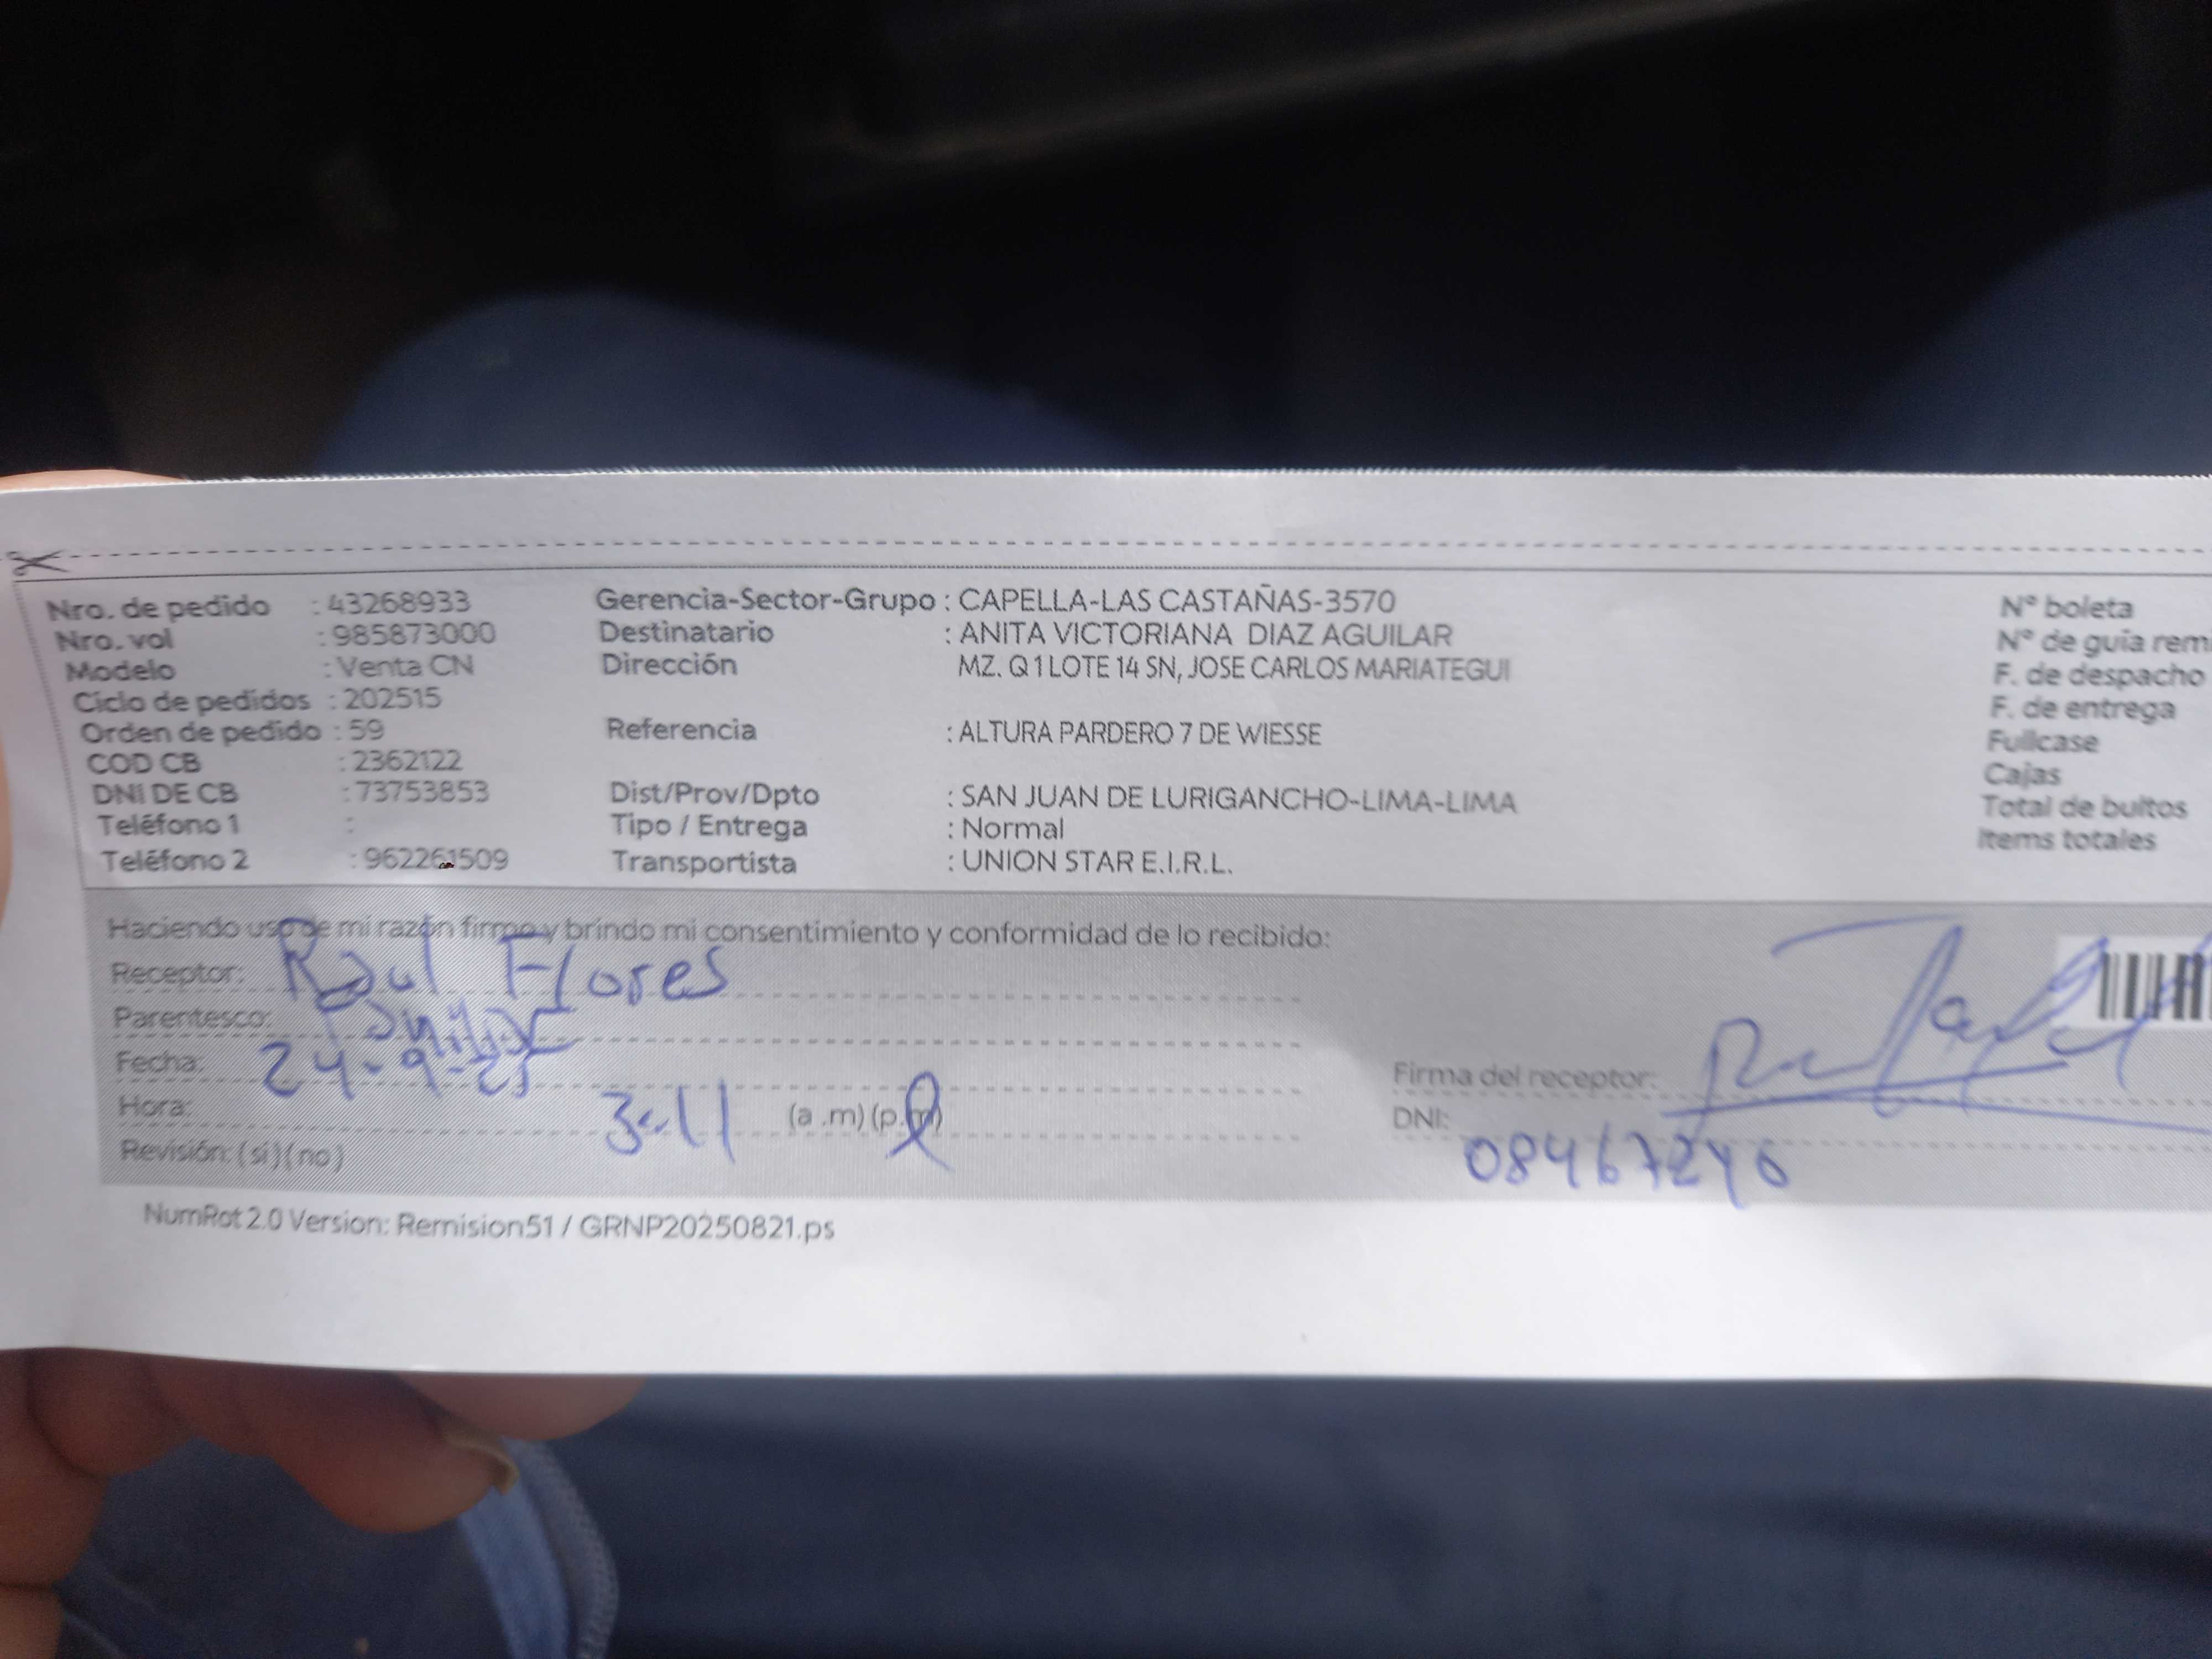 Nro. de pedido : 43268933 Gerencia-Sector-Grupo : CAPELLA-LAS CASTAÑAS-3570 Nº boleta
Nro. vol : 985873000 Destinatario : ANITA VICTORIANA DIAZ AGUILAR Nº de guía remi
Modelo : Venta CN Dirección MZ. Q1 LOTE 14 SN, JOSE CARLOS MARIATEGUI F. de despacho
Ciclo de pedidos : 202515 F. de entrega
Orden de pedido : 59 Referencia : ALTURA PARDERO 7 DE WIESSE Fullcase
COD CB : 2362122 Cajas
DNI DE CB : 73753853 Dist/Prov/Dpto : SAN JUAN DE LURIGANCHO-LIMA-LIMA Total de bultos
Teléfono 1 : Tipo / Entrega : Normal Items totales
Teléfono 2 : 962261509 Transportista : UNION STAR E.I.R.L.
Haciendo uso de mi razón firmo y brindo mi consentimiento y conformidad de lo recibido:
Receptor: Raul Flores
Parentesco: Familiar
Fecha: 24-9-25
Hora: 3:11 (a .m) (p.m)
Revisión: (si) (no)
Firma del receptor:
DNI: 08467246
NumRot 2.0 Version: Remision51 / GRNP20250821.ps